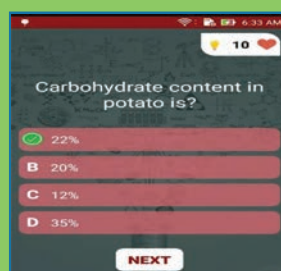 6:33 AM
10
Carbohydrate content in
potato is?
22%
B 20%
C 12%
D 35%
NEXT